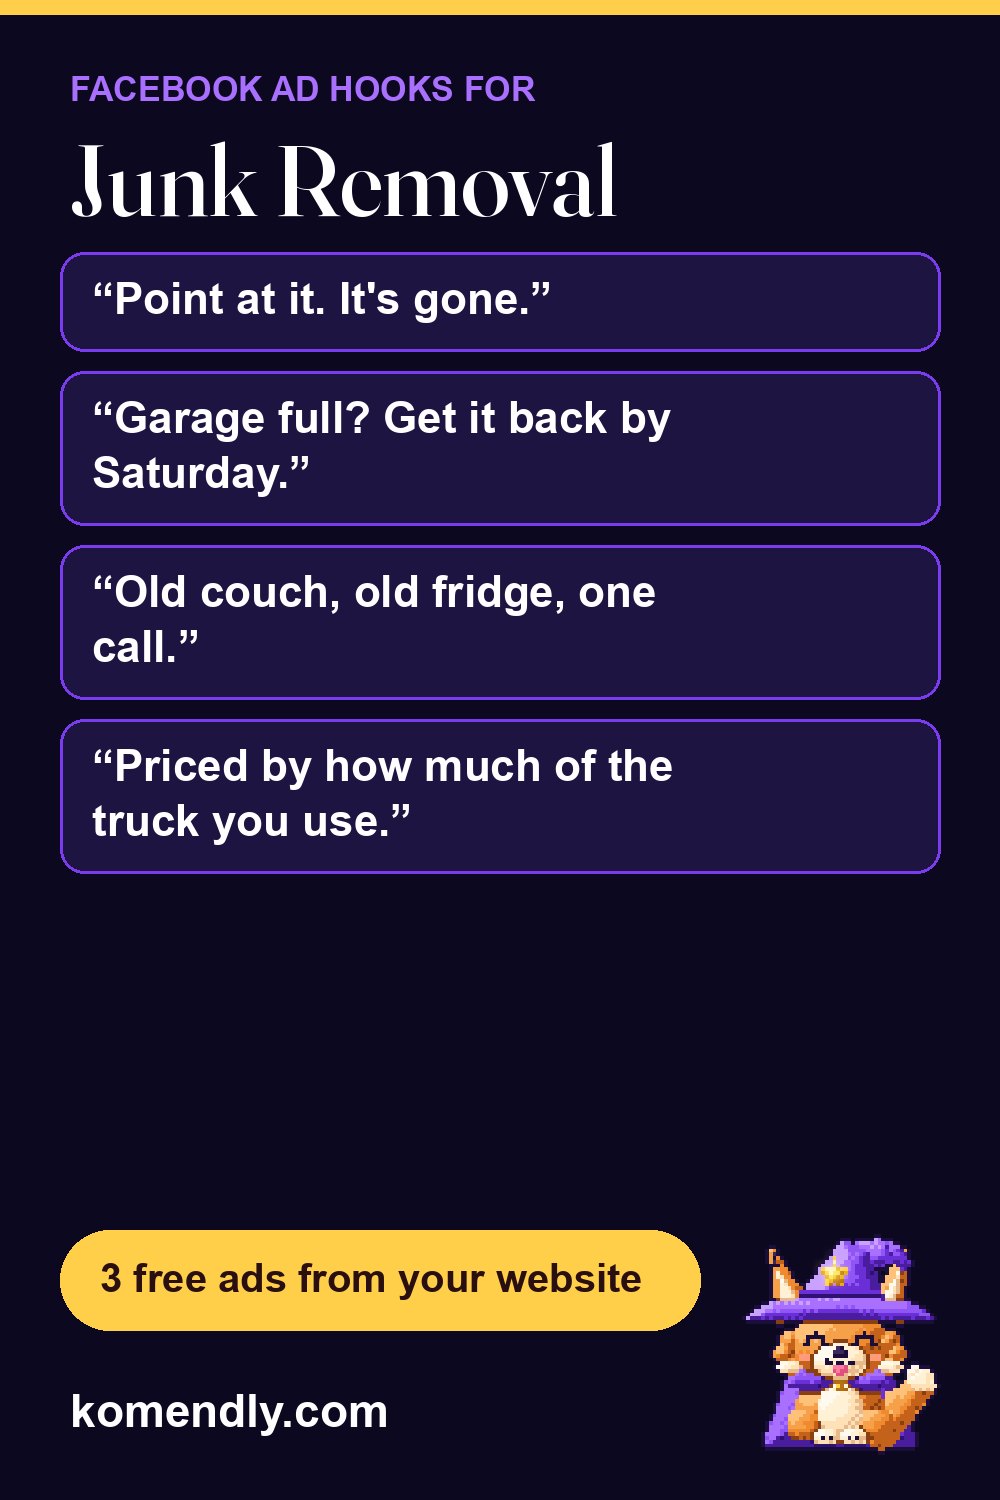 FACEBOOK AD HOOKS FOR
Junk Removal
“Point at it. It's gone.”
“Garage full? Get it back by
Saturday.”
“Old couch, old fridge, one
call.”
“Priced by how much of the
truck you use.”
3 free ads from your website
komendly.com